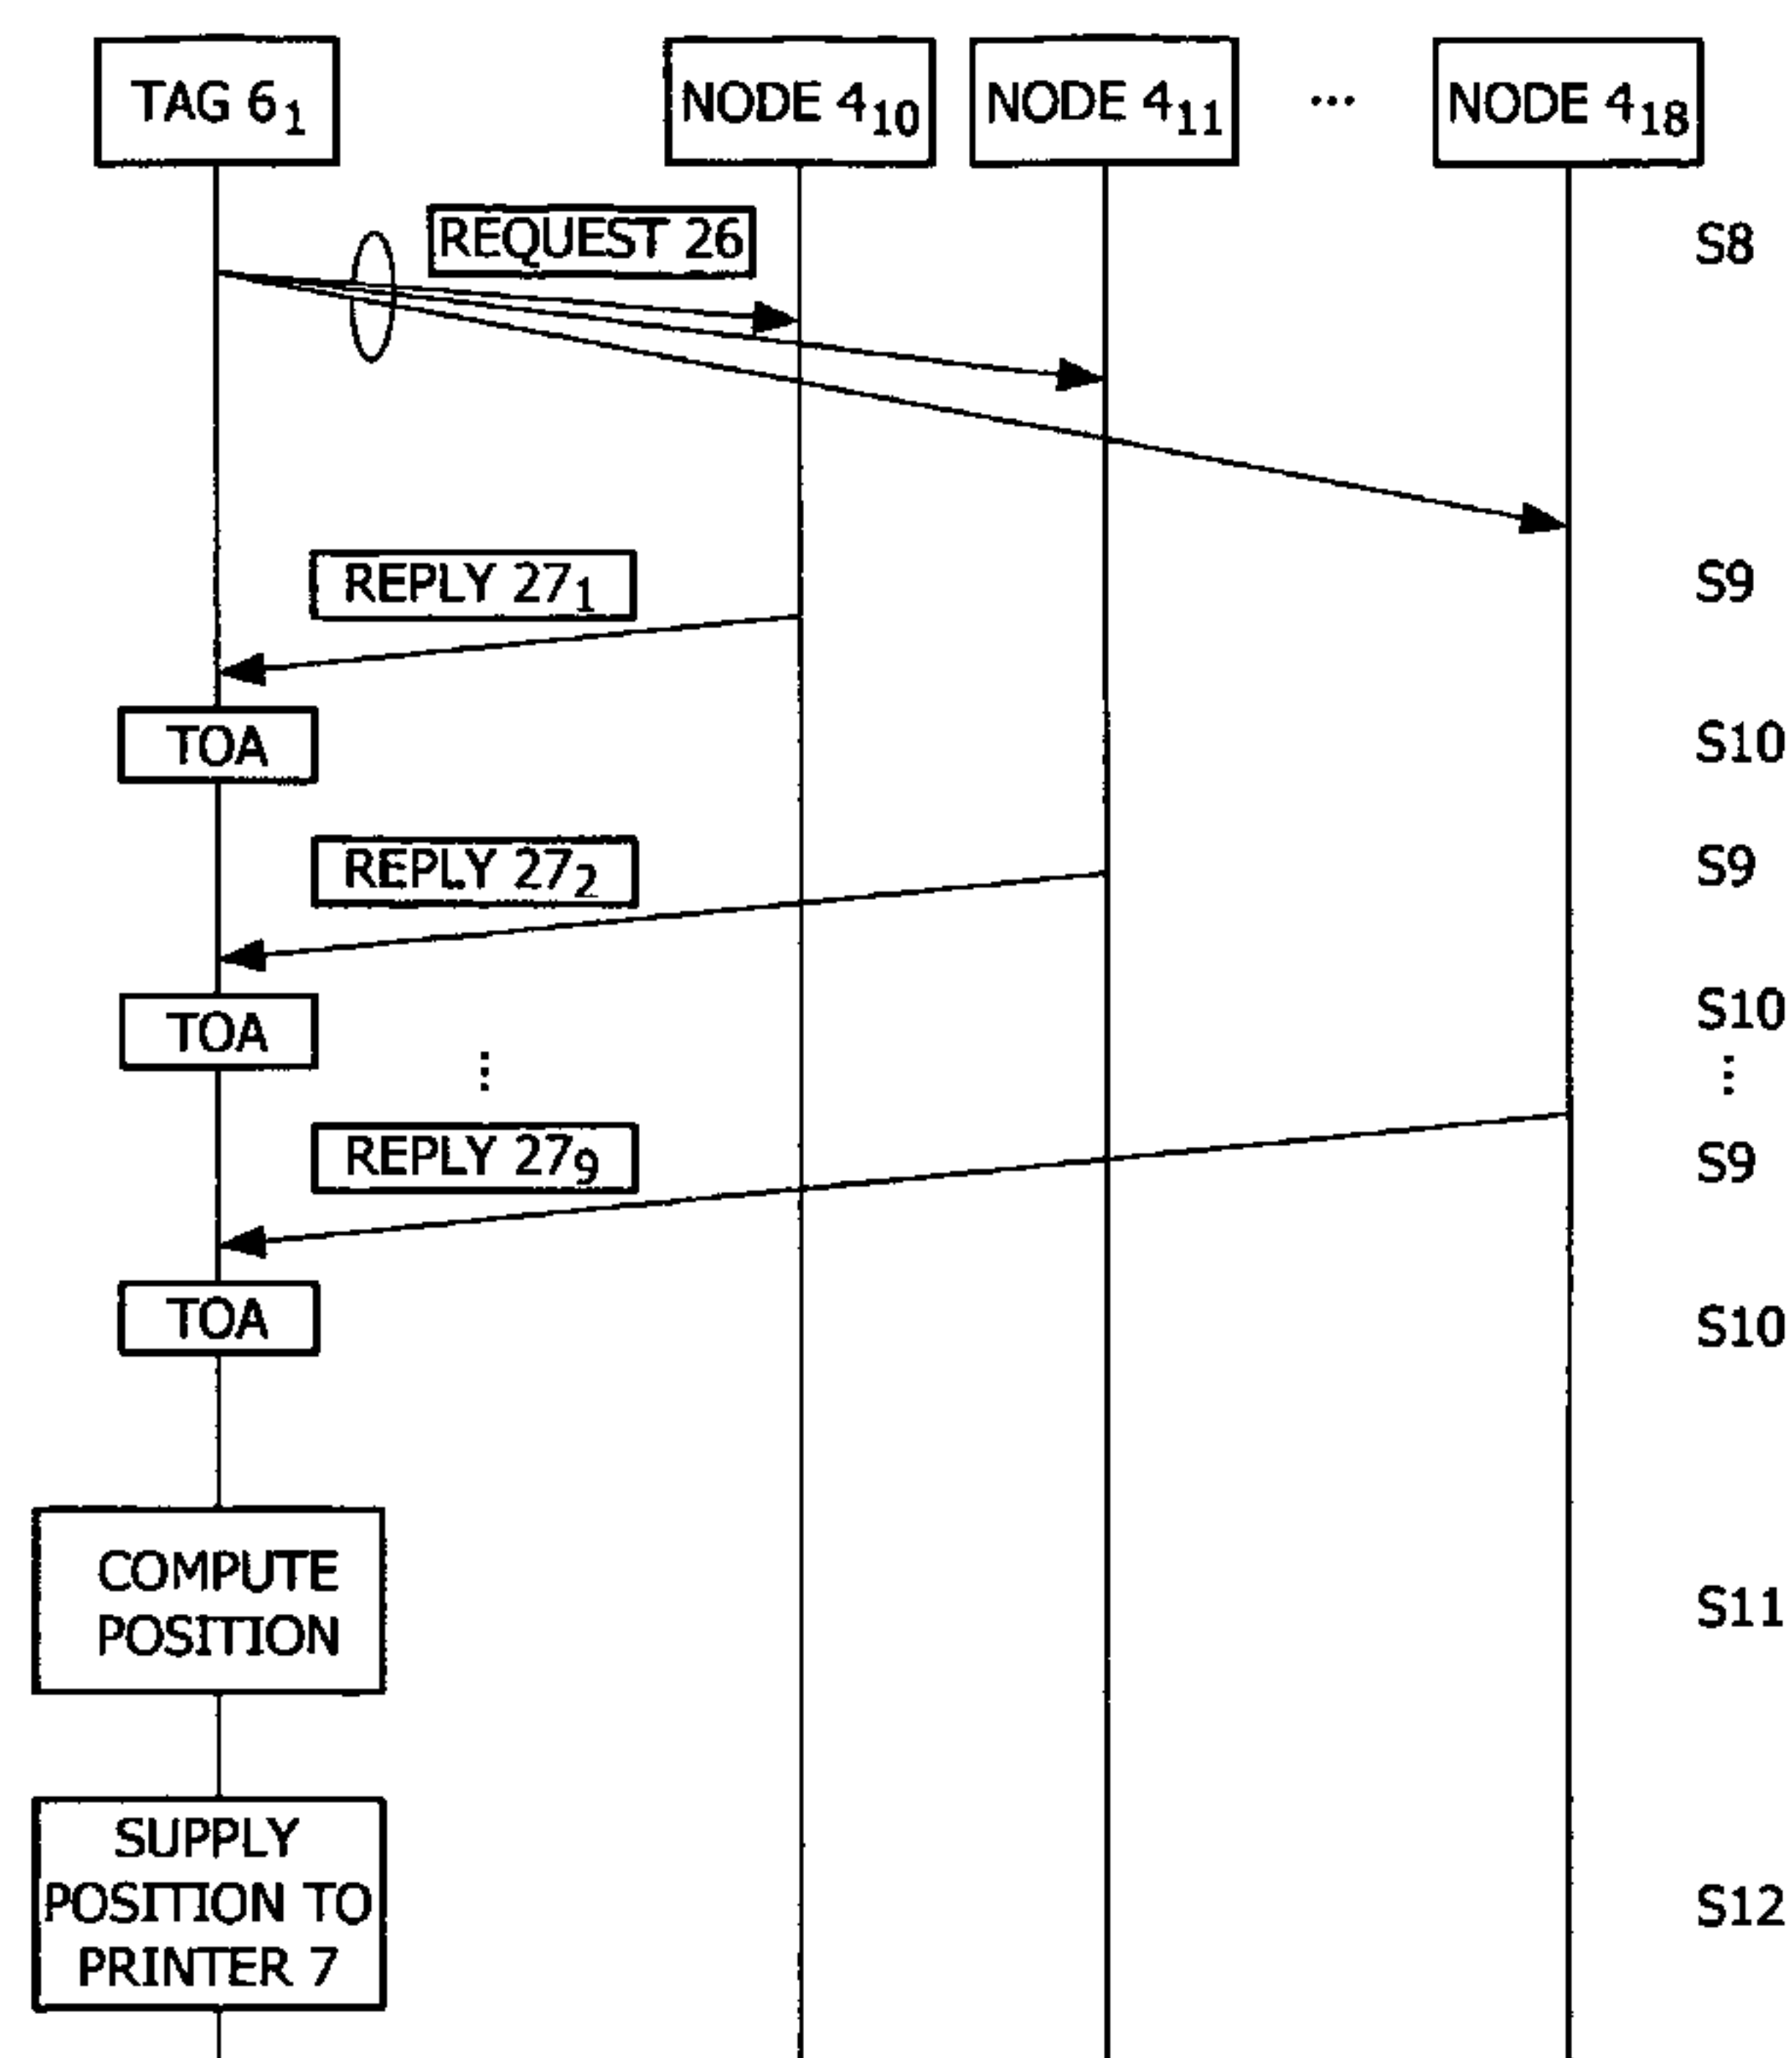 TAG 6₁ NODE 4₁₀ NODE 4₁₁ ... NODE 4₁₈
REQUEST 26 S8
REPLY 27₁ S9
TOA S10
REPLY 27₂ S9
TOA S10
⋮ ⋮
REPLY 27₉ S9
TOA S10
COMPUTE
POSITION S11
SUPPLY
POSITION TO S12
PRINTER 7